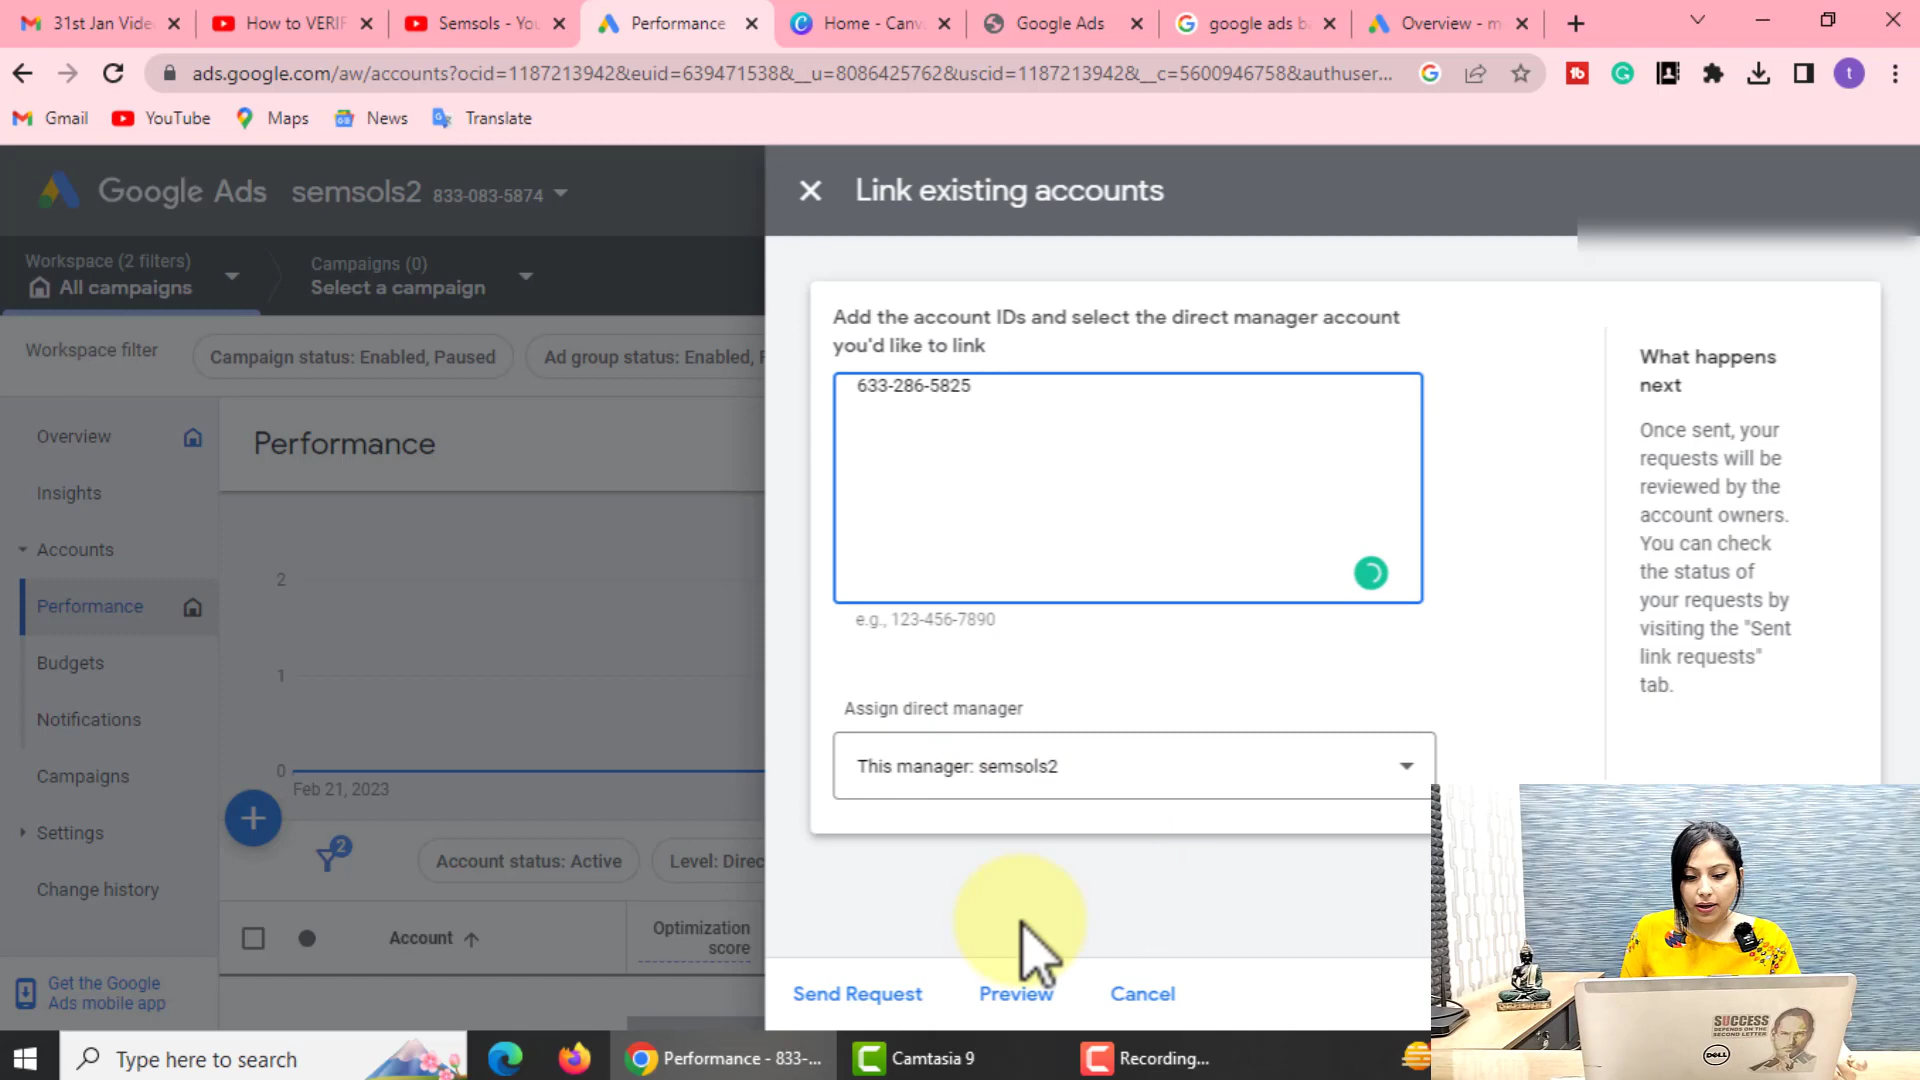 31st Jan Vide
How to VERIF
Semsols - You
Performance
Home - Canv
Google Ads
google ads b
Overview - m
ads.google.com/aw/accounts?ocid=1187213942&euid=639471538&__u=8086425762&uscid=1187213942&__c=5600946758&authuser...
t
Gmail
YouTube
Maps
News
Translate
Google Ads semsols2 833-083-5874
Link existing accounts
Workspace (2 filters)
All campaigns
Campaigns (0)
Select a campaign
Workspace filter
Campaign status: Enabled, Paused
Ad group status: Enabled,
Overview
Insights
Accounts
Performance
Budgets
Notifications
Campaigns
Settings
Change history
Get the Google
Ads mobile app
Performance
2
1
0
Feb 21, 2023
2
Account status: Active
Level: Direc
Account
Optimization
score
Add the account IDs and select the direct manager account
you'd like to link
633-286-5825
e.g., 123-456-7890
Assign direct manager
This manager: semsols2
What happens
next
Once sent, your
requests will be
reviewed by the
account owners.
You can check
the status of
your requests by
visiting the "Sent
link requests"
tab.
Send Request
Preview
Cancel
Type here to search
Performance - 833-...
Camtasia 9
Recording...
SUCCESS
DEPENDS ON THE
SECOND LETTER
DELL